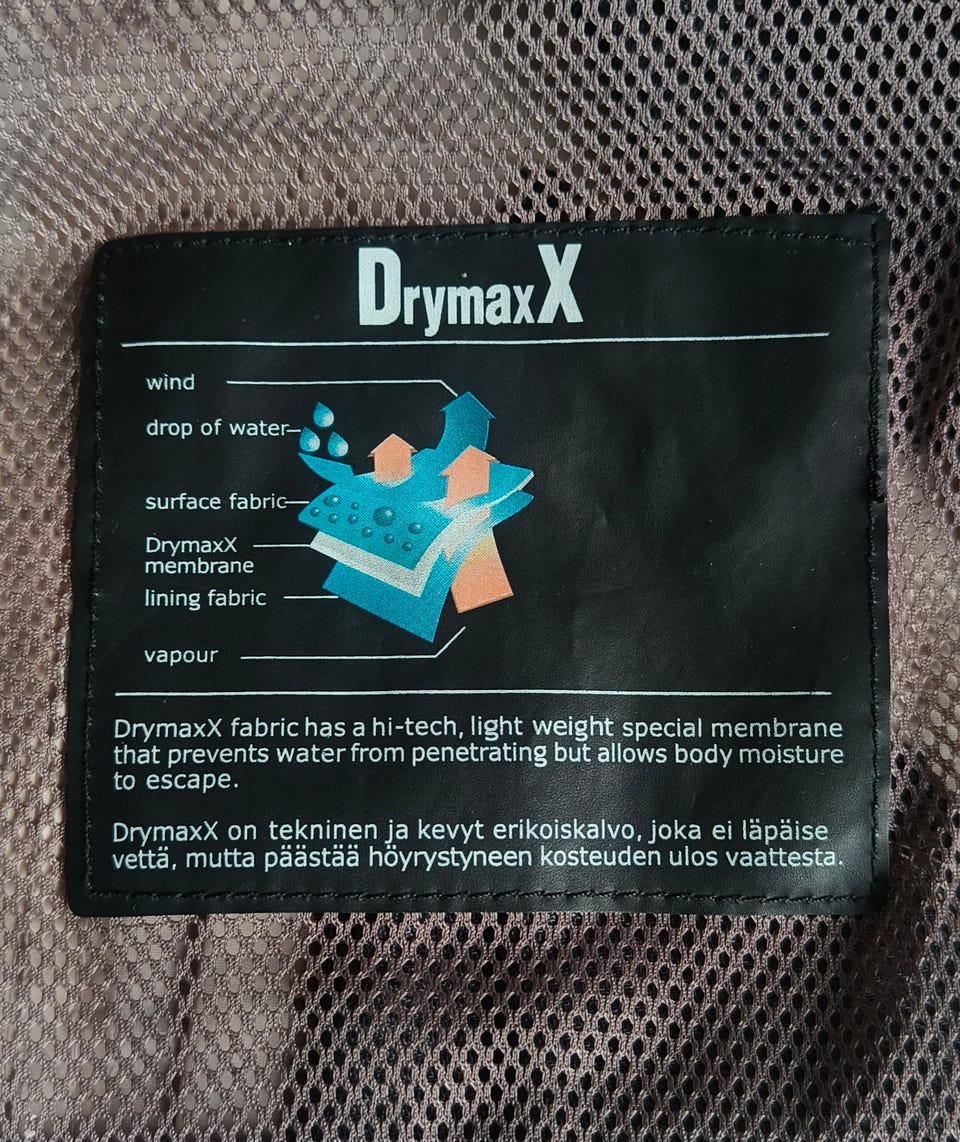 DrymaxX
wind
drop of water
surface fabric
DrymaxX
membrane
lining fabric
vapour
DrymaxX fabric has a hi-tech, light weight special membrane
that prevents water from penetrating but allows body moisture
to escape.
DrymaxX on tekninen ja kevyt erikoiskalvo, joka ei läpäise
vettä, mutta päästää höyrystyneen kosteuden ulos vaattesta.